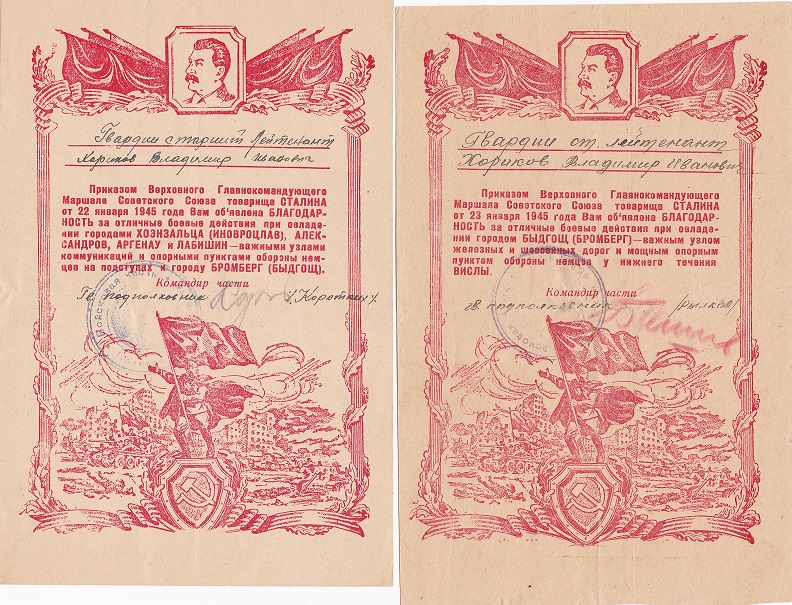 Гвардии старший Лейтенант
Хориков Владимир Иванович
Приказом Верховного Главнокомандующего
Маршала Советского Союза товарища СТАЛИНА
от 22 января 1945 года Вам об'явлена БЛАГОДАР-
НОСТЬ за отличные боевые действия при овладе-
нии городами ХОЭНЗАЛЬЦА (ИНОВРОЦЛАВ), АЛЕК-
САНДРОВ, АРГЕНАУ и ЛАБИШИН—важными узлами
коммуникаций и опорными пунктами обороны нем-
цев на подступах к городу БРОМБЕРГ (БЫДГОЩ).
Командир части
Гв подполковник /Коротких/
Гвардии ст. лейтенант
Хориков Владимир Иванович
Приказом Верховного Главнокомандующего
Маршала Советского Союза товарища СТАЛИНА
от 23 января 1945 года Вам об'явлена БЛАГОДАР-
НОСТЬ за отличные боевые действия при овладе-
нии городом БЫДГОЩ (БРОМБЕРГ)—важным узлом
железных и шоссейных дорог и мощным опорным
пунктом обороны немцев у нижнего течения
ВИСЛЫ.
Командир части
гв. подполковник